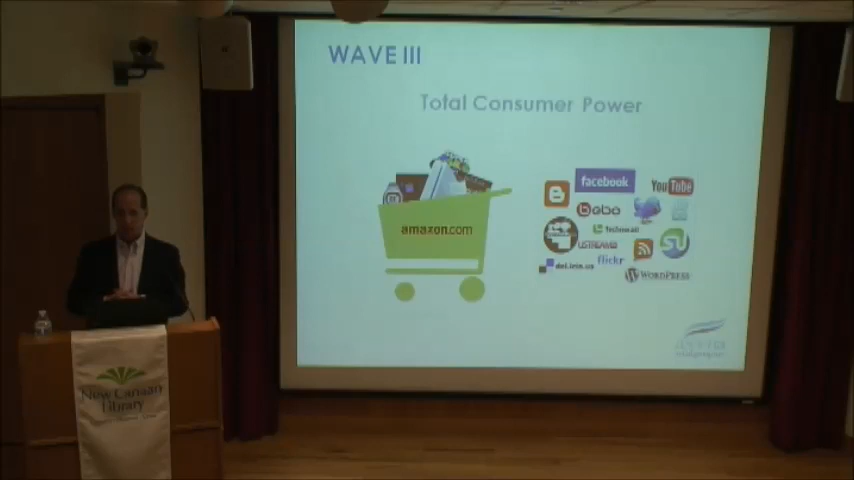 WAVE III
Total Consumer Power
amazon.com
facebook
YouTube
bebo
Technorati
USTREAM
flickr
del.icio.us
WORDPRESS
New Canaan
Library